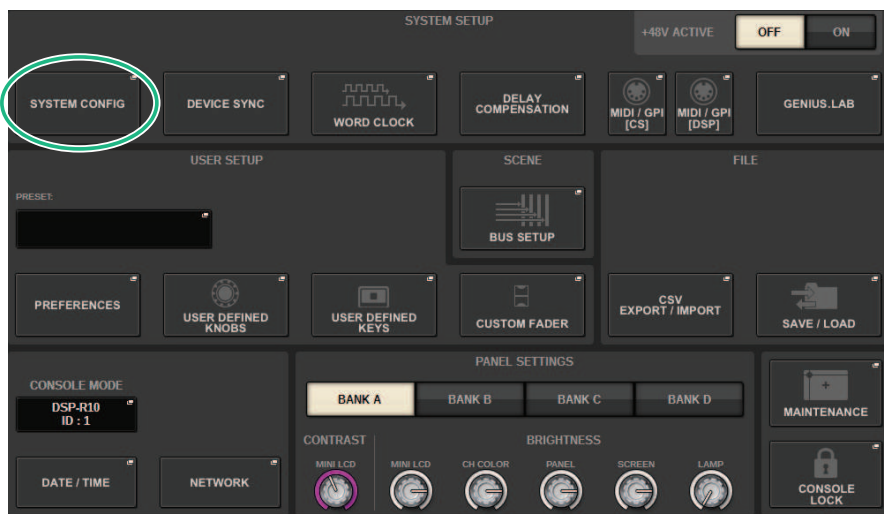 SYSTEM SETUP
+48V ACTIVE
OFF
ON
SYSTEM CONFIG
DEVICE SYNC
WORD CLOCK
DELAY
COMPENSATION
MIDI / GPI
[CS]
MIDI / GPI
[DSP]
GENIUS.LAB
USER SETUP
SCENE
FILE
PRESET:
BUS SETUP
PREFERENCES
USER DEFINED
KNOBS
USER DEFINED
KEYS
CUSTOM FADER
CSV
EXPORT / IMPORT
SAVE / LOAD
CONSOLE MODE
DSP-R10
ID : 1
DATE / TIME
NETWORK
PANEL SETTINGS
BANK A
BANK B
BANK C
BANK D
CONTRAST
BRIGHTNESS
MINI LCD
MINI LCD
CH COLOR
PANEL
SCREEN
LAMP
MAINTENANCE
CONSOLE
LOCK